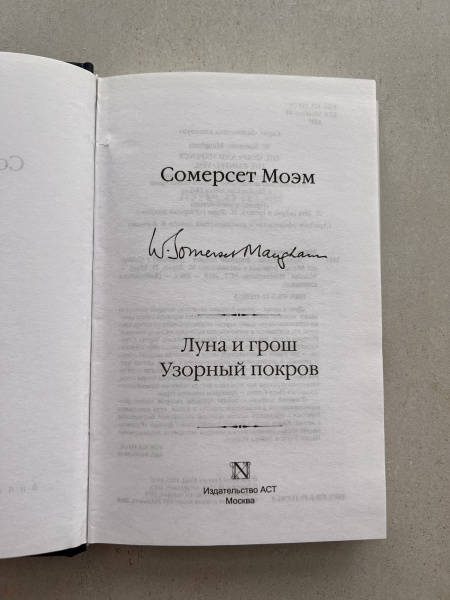 Сомерсет Моэм
W. Somerset Maugham
Луна и грош
Узорный покров
N
Издательство АСТ
Москва